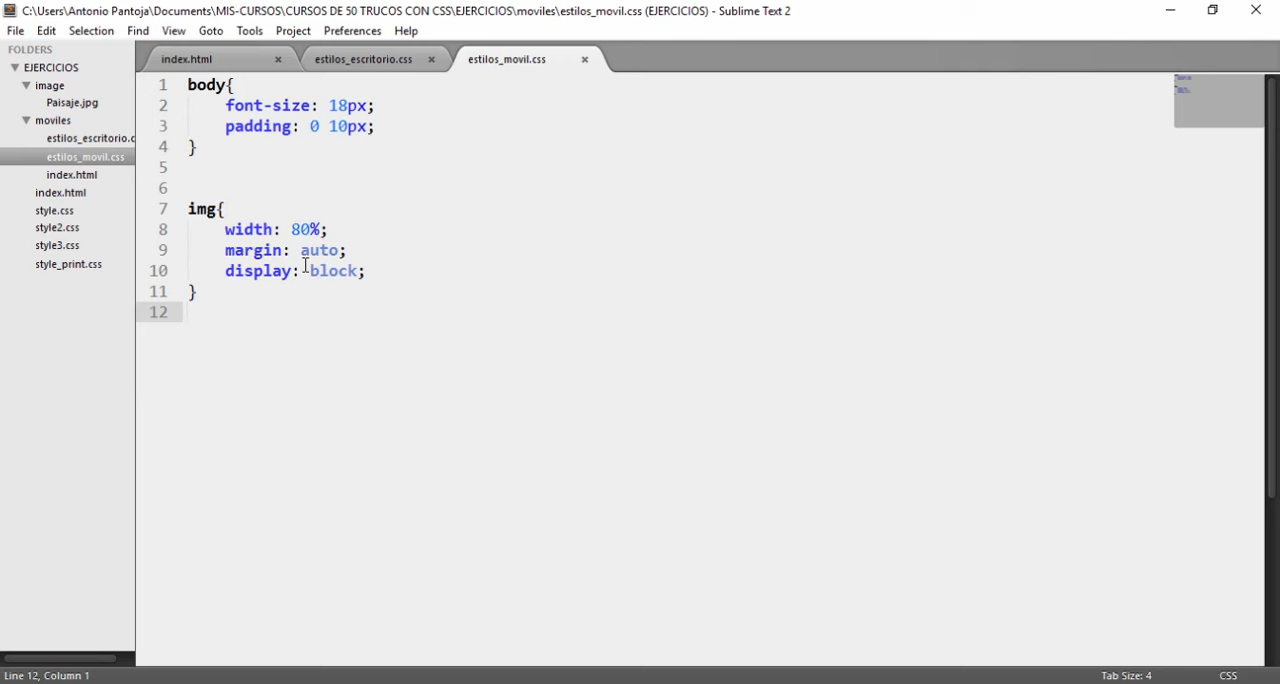 C:\Users\Antonio Pantoja\Documents\MIS-CURSOS\CURSOS DE 50 TRUCOS CON CSS\EJERCICIOS\moviles\estilos_movil.css (EJERCICIOS) - Sublime Text 2
File Edit Selection Find View Goto Tools Project Preferences Help
FOLDERS
EJERCICIOS
image
Paisaje.jpg
moviles
estilos_escritorio.c
estilos_movil.css
index.html
index.html
style.css
style2.css
style3.css
style_print.css
index.html × estilos_escritorio.css × estilos_movil.css ×
1 body{
2 font-size: 18px;
3 padding: 0 10px;
4 }
5
6
7 img{
8 width: 80%;
9 margin: auto;
10 display: block;
11 }
12
Line 12, Column 1 Tab Size: 4 CSS